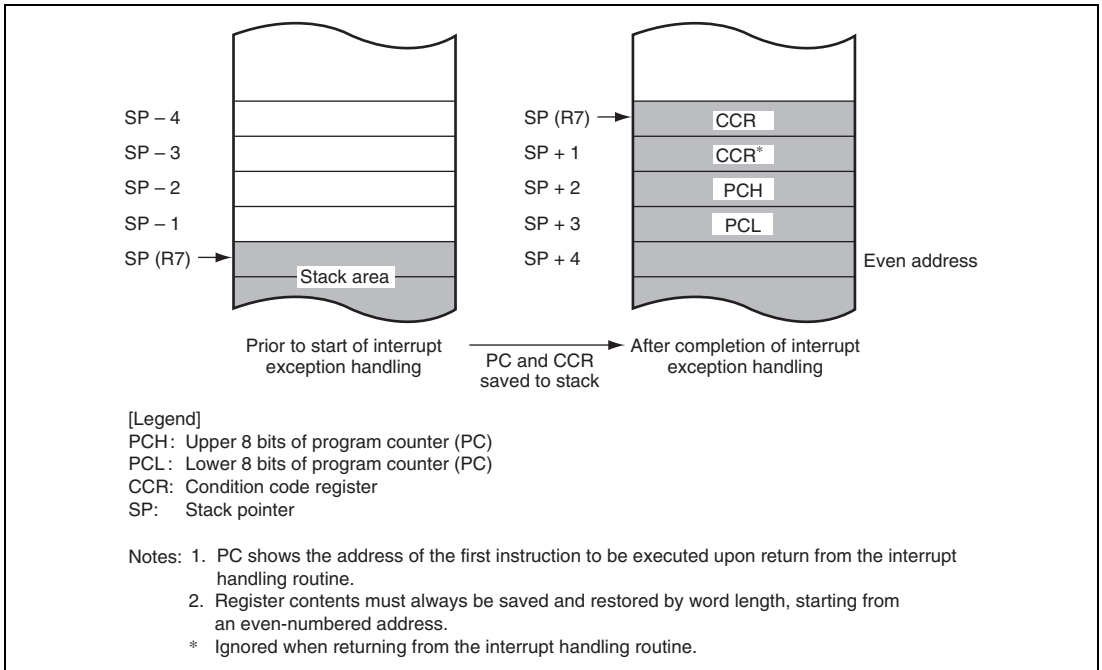 SP – 4
SP – 3
SP – 2
SP – 1
SP (R7)
Stack area
SP (R7)
SP + 1
SP + 2
SP + 3
SP + 4
CCR
CCR*
PCH
PCL
Even address
Prior to start of interrupt
exception handling
PC and CCR
saved to stack
After completion of interrupt
exception handling
[Legend]
PCH: Upper 8 bits of program counter (PC)
PCL: Lower 8 bits of program counter (PC)
CCR: Condition code register
SP: Stack pointer
Notes: 1. PC shows the address of the first instruction to be executed upon return from the interrupt
handling routine.
2. Register contents must always be saved and restored by word length, starting from
an even-numbered address.
* Ignored when returning from the interrupt handling routine.